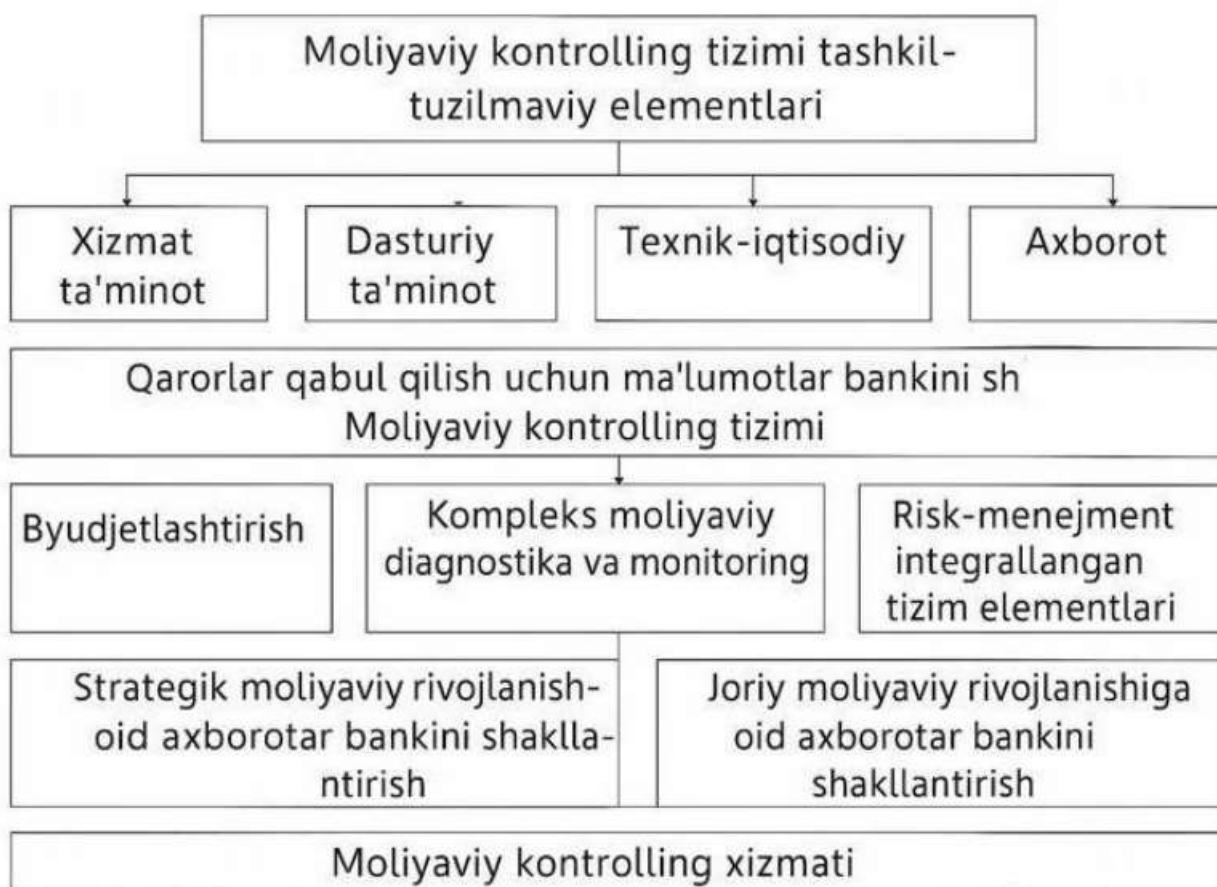 Moliyaviy kontrolling tizimi tashkil-
tuzilmaviy elementlari
Xizmat
ta'minot
Dasturiy
ta'minot
Texnik-iqtisodiy
Axborot
Qarorlar qabul qilish uchun ma'lumotlar bankini sh
Moliyaviy kontrolling tizimi
Byudjetlashtirish
Kompleks moliyaviy
diagnostika va monitoring
Risk-menejment
integrallangan
tizim elementlari
Strategik moliyaviy rivojlanish-
oid axborotar bankini shaklla-
ntirish
Joriy moliyaviy rivojlanishiga
oid axborotar bankini
shakllantirish
Moliyaviy kontrolling xizmati